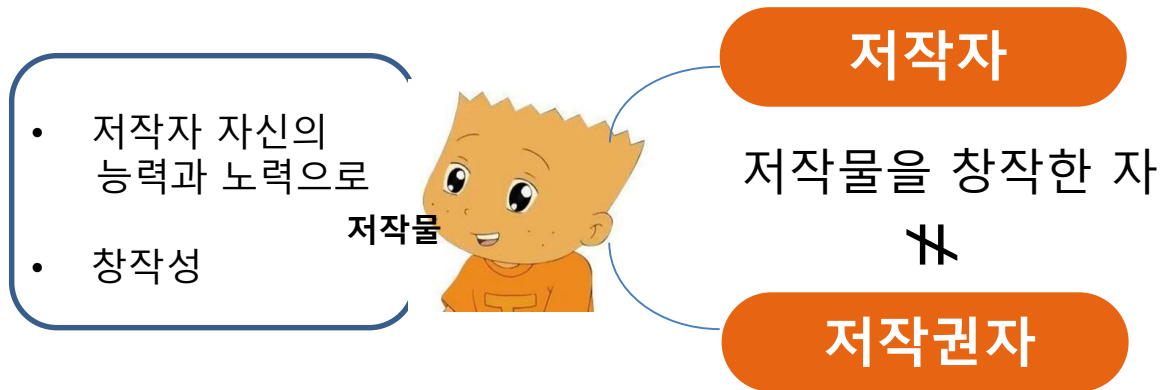 • 저작자 자신의
능력과 노력으로
• 창작성
저작물
저작자
저작물을 창작한 자
≠
저작권자